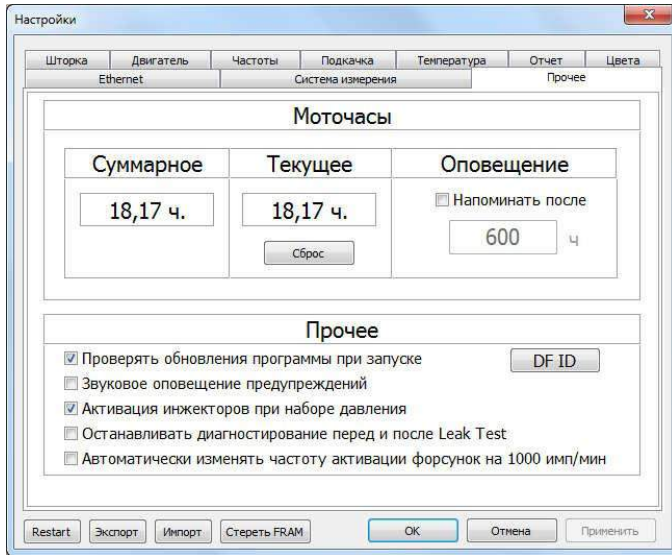 Настройки
Шторка Двигатель Частоты Подкачка Температура Отчет Цвета
Ethernet Система измерения Прочее
Моточасы
Суммарное Текущее Оповещение
18,17 ч. 18,17 ч. Напоминать после
600 ч
Сброс
Прочее
Проверять обновления программы при запуске DF ID
Звуковое оповещение предупреждений
Активация инжекторов при наборе давления
Останавливать диагностирование перед и после Leak Test
Автоматически изменять частоту активации форсунок на 1000 имп/мин
Restart Экспорт Импорт Стереть FRAM OK Отмена Применить